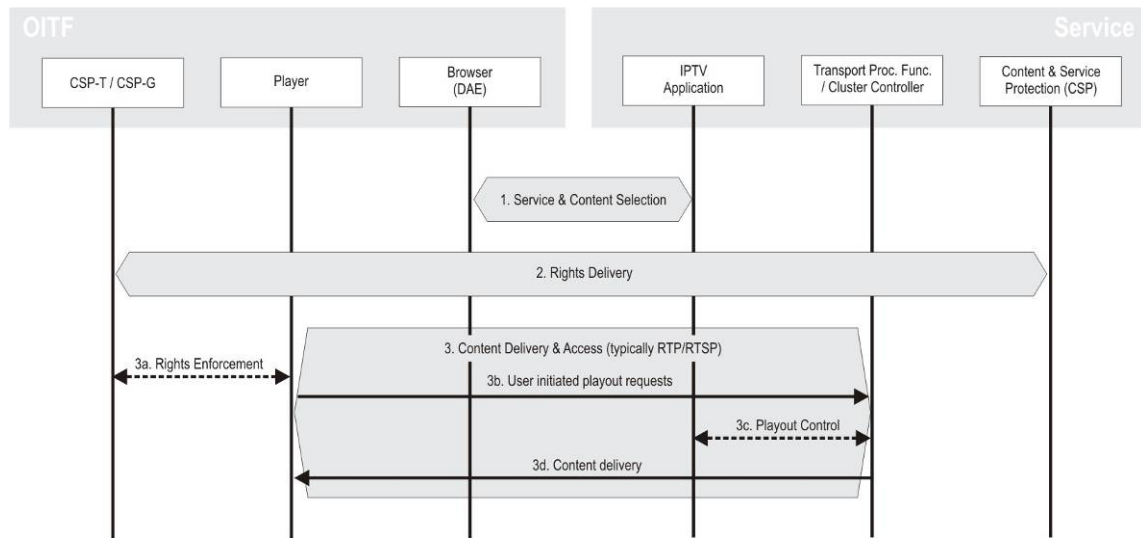 OITF
Service
CSP-T / CSP-G
Player
Browser
(DAE)
IPTV
Application
Transport Proc. Func.
/ Cluster Controller
Content & Service
Protection (CSP)
1. Service & Content Selection
2. Rights Delivery
3. Content Delivery & Access (typically RTP/RTSP)
3a. Rights Enforcement
3b. User initiated playout requests
3c. Playout Control
3d. Content delivery